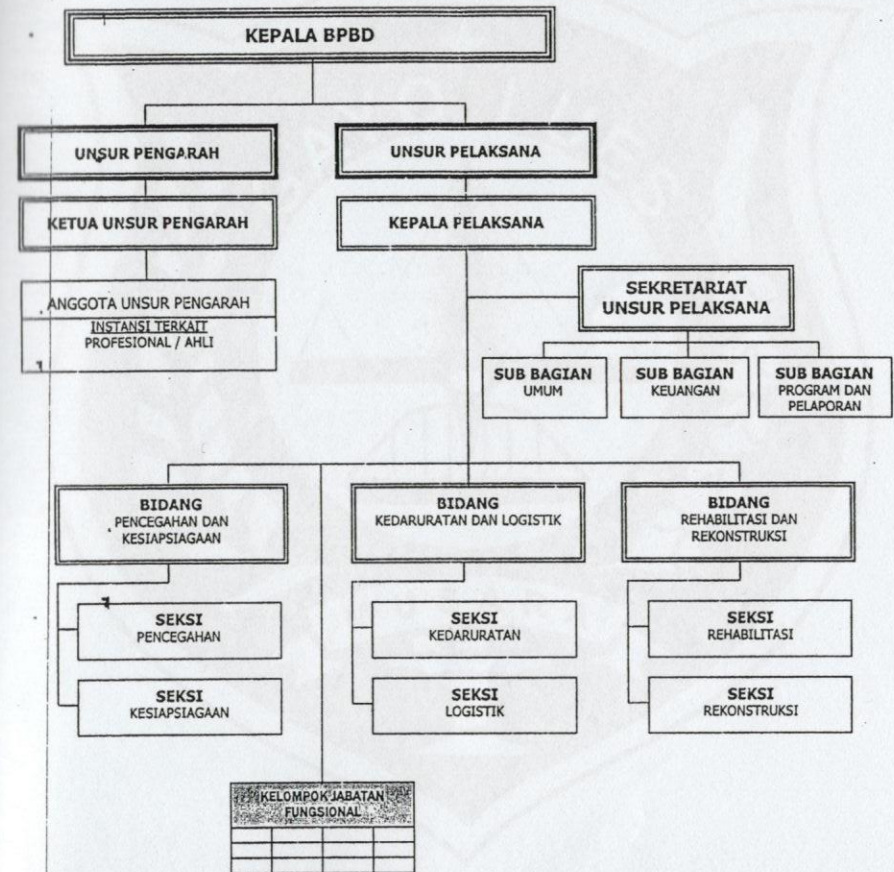 KEPALA BPBD
UNSUR PENGARAH
UNSUR PELAKSANA
KETUA UNSUR PENGARAH
KEPALA PELAKSANA
ANGGOTA UNSUR PENGARAH
INSTANSI TERKAIT
PROFESIONAL / AHLI
SEKRETARIAT
UNSUR PELAKSANA
SUB BAGIAN
UMUM
SUB BAGIAN
KEUANGAN
SUB BAGIAN
PROGRAM DAN
PELAPORAN
BIDANG
PENCEGAHAN DAN
KESIAPSIAGAAN
BIDANG
KEDARURATAN DAN LOGISTIK
BIDANG
REHABILITASI DAN
REKONSTRUKSI
SEKSI
PENCEGAHAN
SEKSI
KEDARURATAN
SEKSI
REHABILITASI
SEKSI
KESIAPSIAGAAN
SEKSI
LOGISTIK
SEKSI
REKONSTRUKSI
KELOMPOK JABATAN
FUNGSIONAL